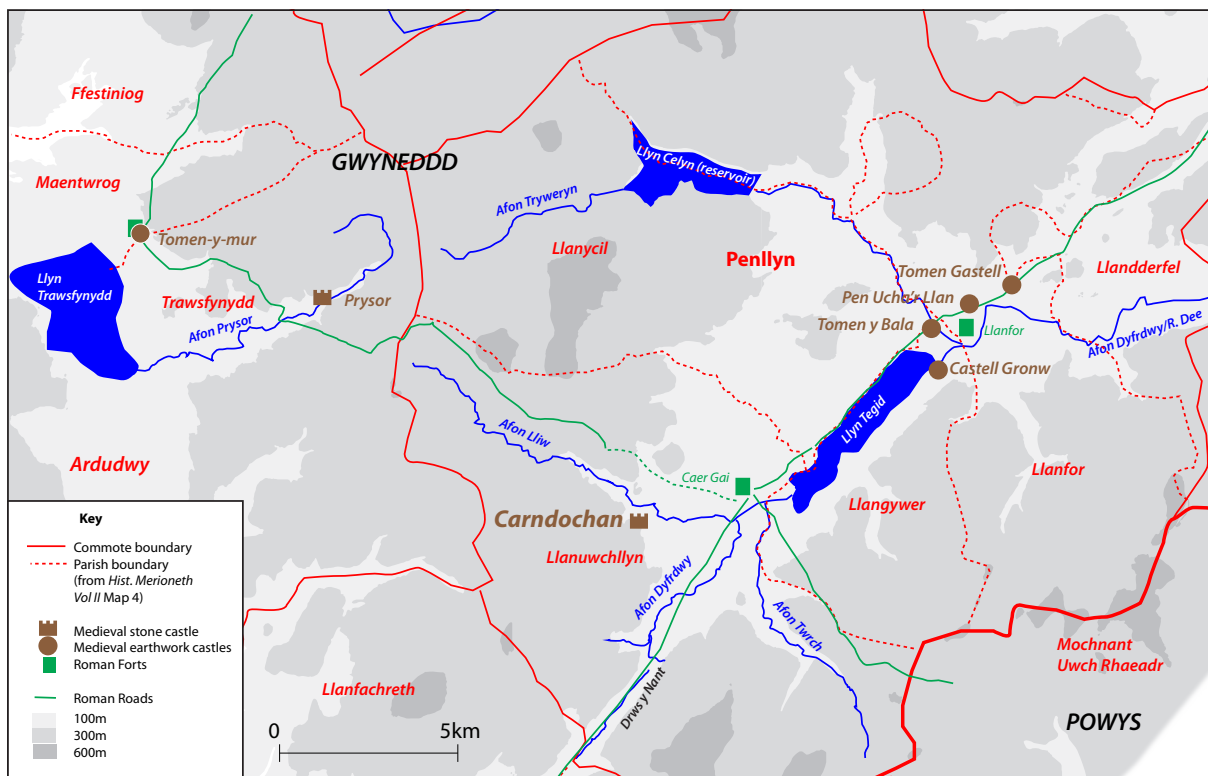 Ffestiniog
GWYNEDDD
Maentwrog
Llyn Celyn (reservoir)
Afon Tryweryn
Tomen-y-mur
Llanycil
Penllyn
Tomen Gastell
Llandderfel
Llyn
Trawsfynydd
Trawsfynydd
Prysor
Pen Ucha'r Llan
Afon Prysor
Tomen y Bala
Llanfor
Afon Dyfrdwy/R. Dee
Castell Gronw
Llyn Tegid
Afon Lliw
Ardudwy
Llanfor
Caer Gai
Llangywer
Carndochan
Llanuwchllyn
Afon Dyfrdwy
Afon Twrch
Mochnant
Uwch Rhaeadr
Llanfachreth
Drws y Nant
POWYS
0 5km
Key
Commote boundary
Parish boundary
(from Hist. Merioneth
Vol II Map 4)
Medieval stone castle
Medieval earthwork castles
Roman Forts
Roman Roads
100m
300m
600m